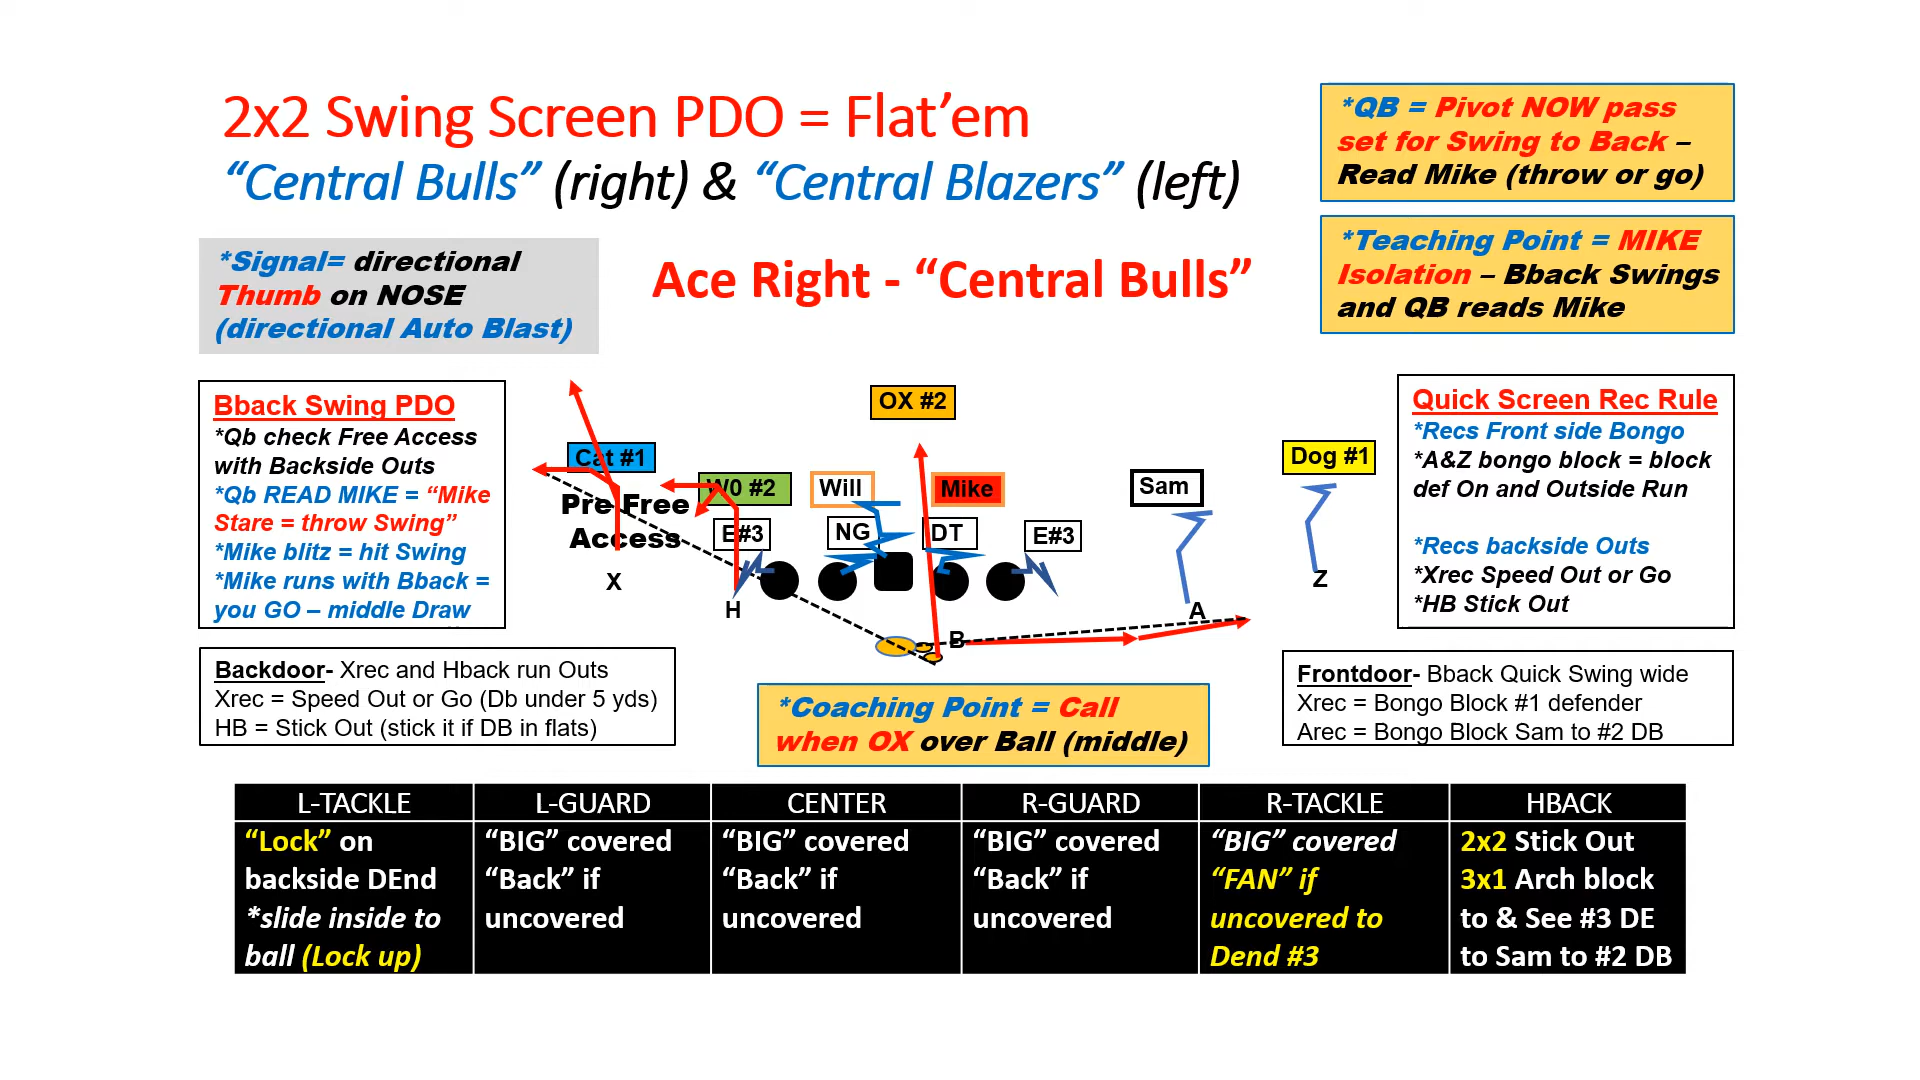 2x2 Swing Screen PDO = Flat’em
“Central Bulls” (right) & “Central Blazers” (left)
*QB = Pivot NOW pass
set for Swing to Back –
Read Mike (throw or go)
*Teaching Point = MIKE
Isolation – Bback Swings
and QB reads Mike
*Signal= directional
Thumb on NOSE
(directional Auto Blast)
Ace Right - “Central Bulls”
Bback Swing PDO
*Qb check Free Access
with Backside Outs
*Qb READ MIKE = “Mike
Stare = throw Swing”
*Mike blitz = hit Swing
*Mike runs with Bback =
you GO – middle Draw
OX #2
Cat #1
Dog #1
W0 #2
Will
Mike
Sam
Pre Free
Access
E#3
NG
DT
E#3
X
H
B
A
Z
Quick Screen Rec Rule
*Recs Front side Bongo
*A&Z bongo block = block
def On and Outside Run
*Recs backside Outs
*Xrec Speed Out or Go
*HB Stick Out
Backdoor- Xrec and Hback run Outs
Xrec = Speed Out or Go (Db under 5 yds)
HB = Stick Out (stick it if DB in flats)
*Coaching Point = Call
when OX over Ball (middle)
Frontdoor- Bback Quick Swing wide
Xrec = Bongo Block #1 defender
Arec = Bongo Block Sam to #2 DB
L-TACKLE L-GUARD CENTER R-GUARD R-TACKLE HBACK
“Lock” on “BIG” covered “BIG” covered “BIG” covered “BIG” covered 2x2 Stick Out
backside DEnd “Back” if “Back” if “Back” if “FAN” if 3x1 Arch block
*slide inside to uncovered uncovered uncovered uncovered to to & See #3 DE
ball (Lock up) Dend #3 to Sam to #2 DB